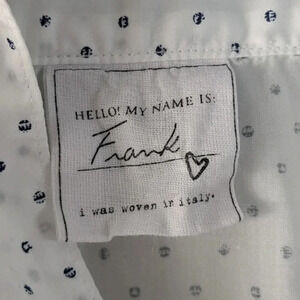 HELLO! MY NAME IS:
Frank
i was woven in italy.